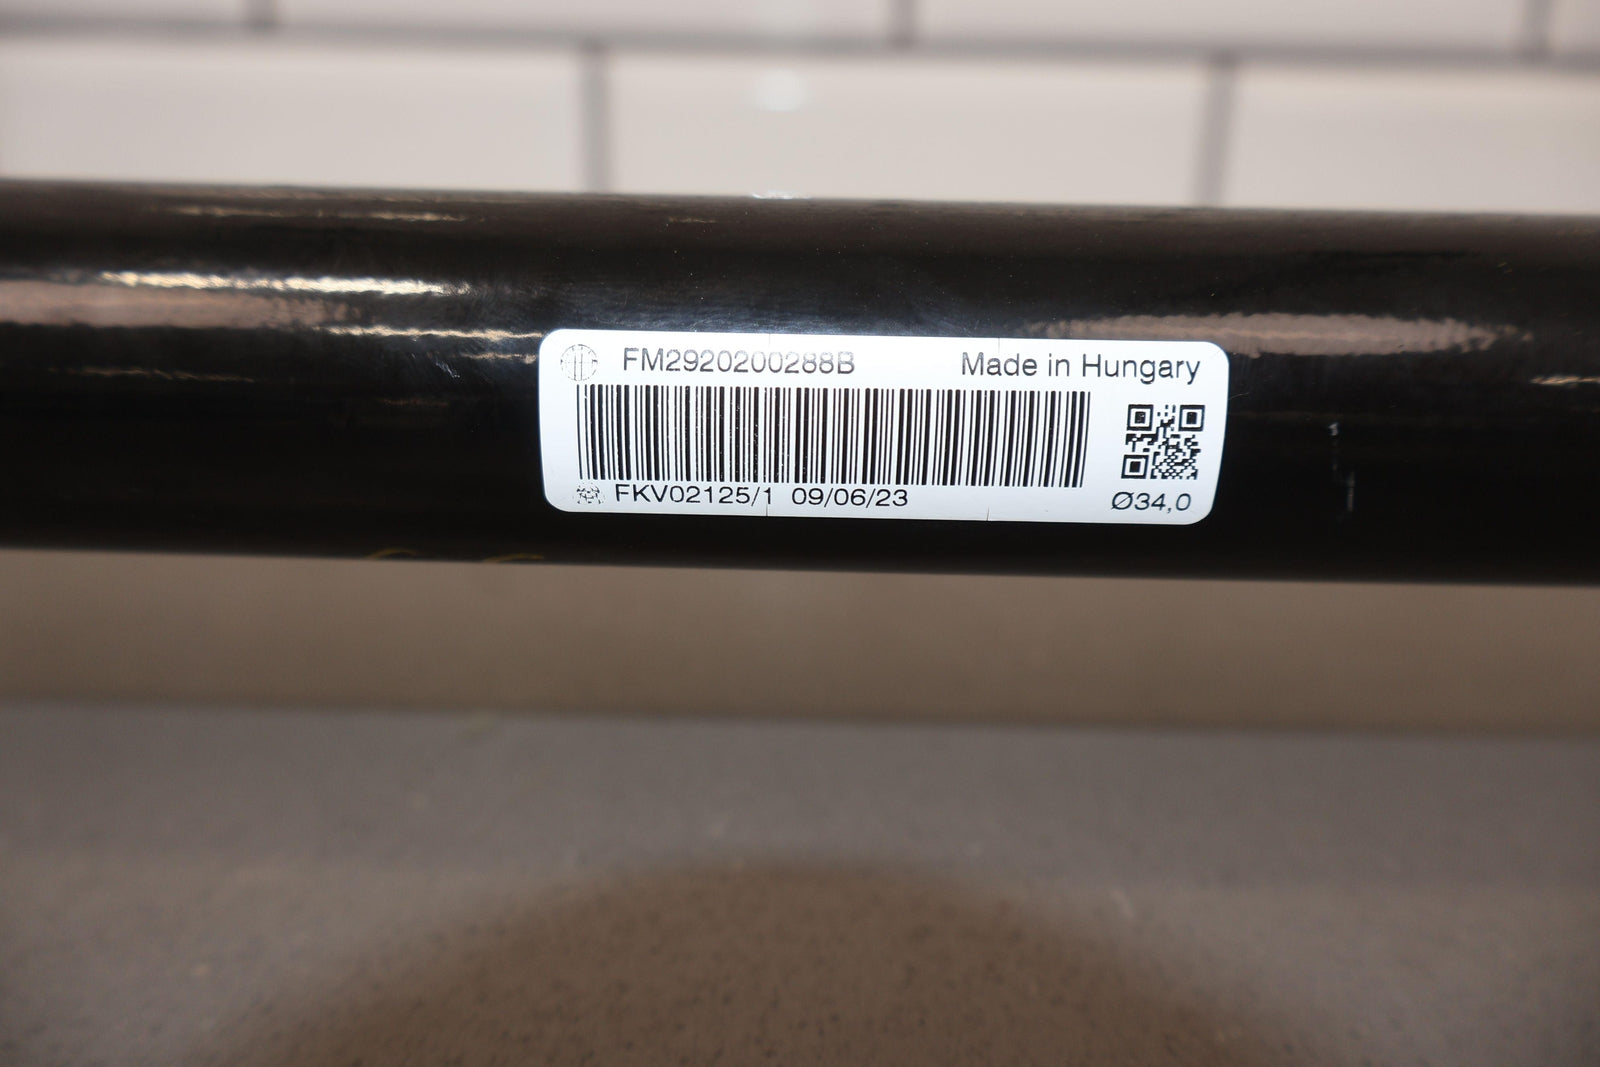 FM2920200288B Made in Hungary
FKV02125/1 09/06/23
Ø34,0